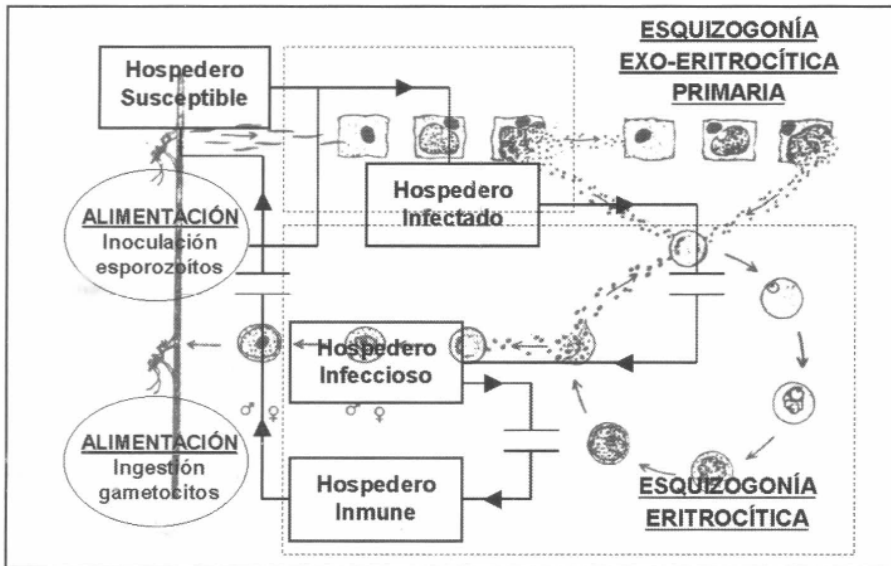 ESQUIZOGONÍA
EXO-ERITROCÍTICA
PRIMARIA
Hospedero
Susceptible
Hospedero
Infectado
ALIMENTACIÓN
Inoculación
esporozoítos
Hospedero
Infeccioso
♂ ♀ ♂ ♀
ALIMENTACIÓN
Ingestión
gametocitos
Hospedero
Inmune
ESQUIZOGONÍA
ERITROCÍTICA